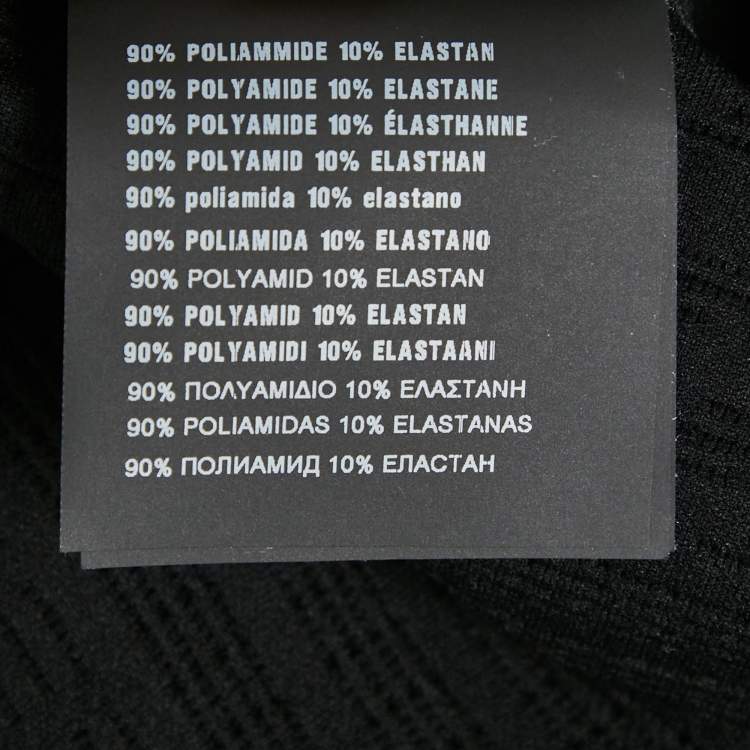 90% POLIAMMIDE 10% ELASTAN
90% POLYAMIDE 10% ELASTANE
90% POLYAMIDE 10% ÉLASTHANNE
90% POLYAMID 10% ELASTHAN
90% poliamida 10% elastano
90% POLIAMIDA 10% ELASTANO
90% POLYAMID 10% ELASTAN
90% POLYAMID 10% ELASTAN
90% POLYAMIDI 10% ELASTAANI
90% ΠΟΛΥΑΜΙΔΙΟ 10% ΕΛΑΣΤΑΝΗ
90% POLIAMIDAS 10% ELASTANAS
90% ПОЛИАМИД 10% ЕЛАСТАН